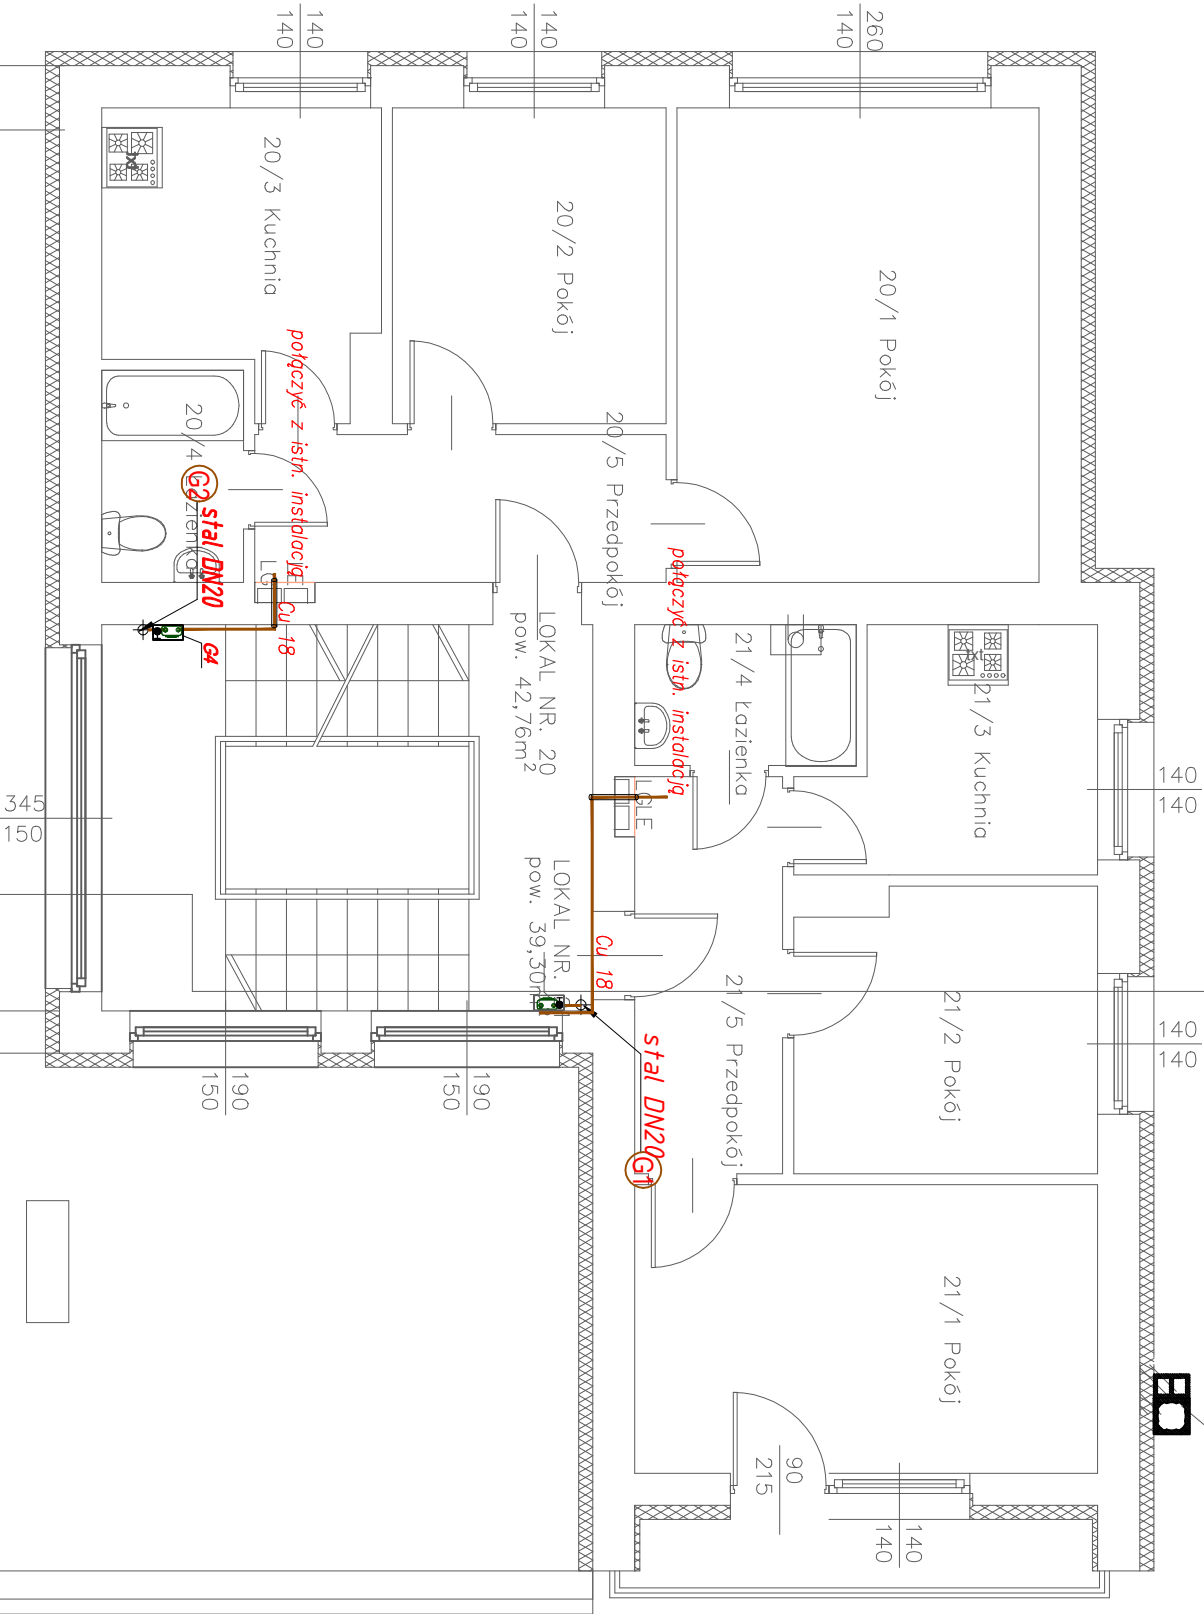 140
140
140
140
260
140
20/3 Kuchnia
20/2 Pokój
20/1 Pokój
txt
połączyć z istn. instalacją
20/4 Łazienka
G2 stal DN20
20/5 Przedpokój
Cu 18
G4
LOKAL NR. 20
pow. 42,76m²
połączyć z istn. instalacją
21/4 Łazienka
21/3 Kuchnia
txt
LGLE
140
140
345
150
LOKAL NR.
pow. 39,30m
Cu 18
21/5 Przedpokój
21/2 Pokój
140
140
stal DN20
G1
190
150
190
150
21/1 Pokój
90
215
140
140